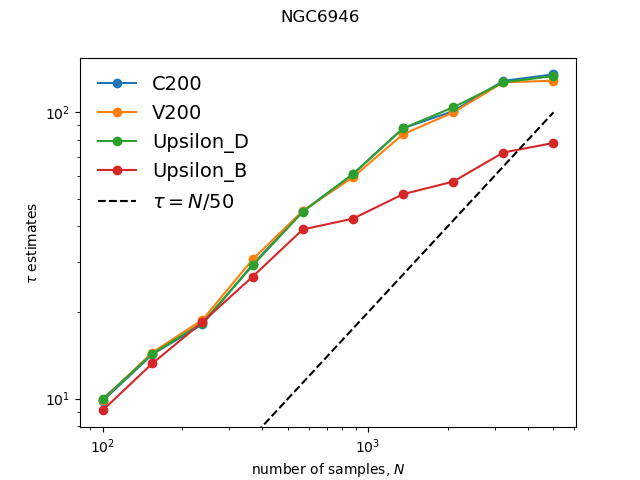 NGC6946
C200
V200
Upsilon_D
Upsilon_B
τ = N/50
10²
10¹
τ estimates
10²
10³
number of samples, N